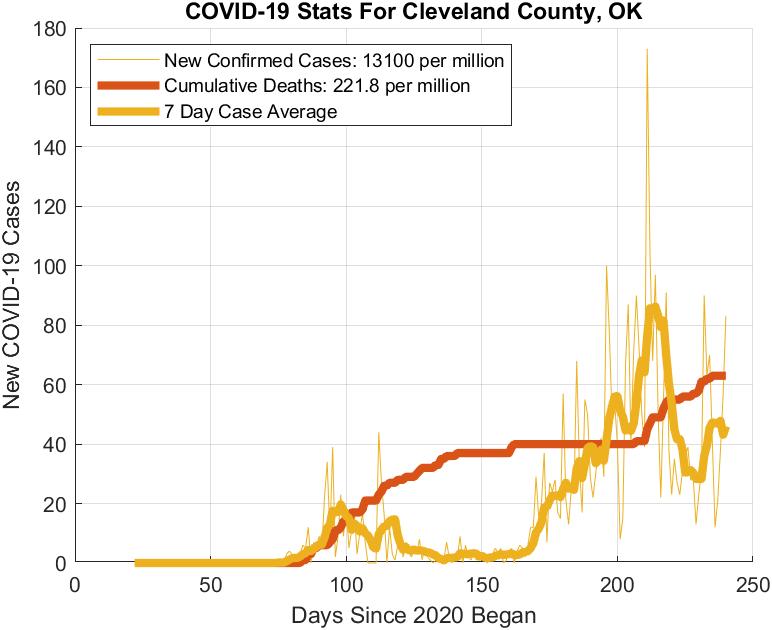 COVID-19 Stats For Cleveland County, OK
New Confirmed Cases: 13100 per million
Cumulative Deaths: 221.8 per million
7 Day Case Average
New COVID-19 Cases
180
160
140
120
100
80
60
40
20
0
0 50 100 150 200 250
Days Since 2020 Began